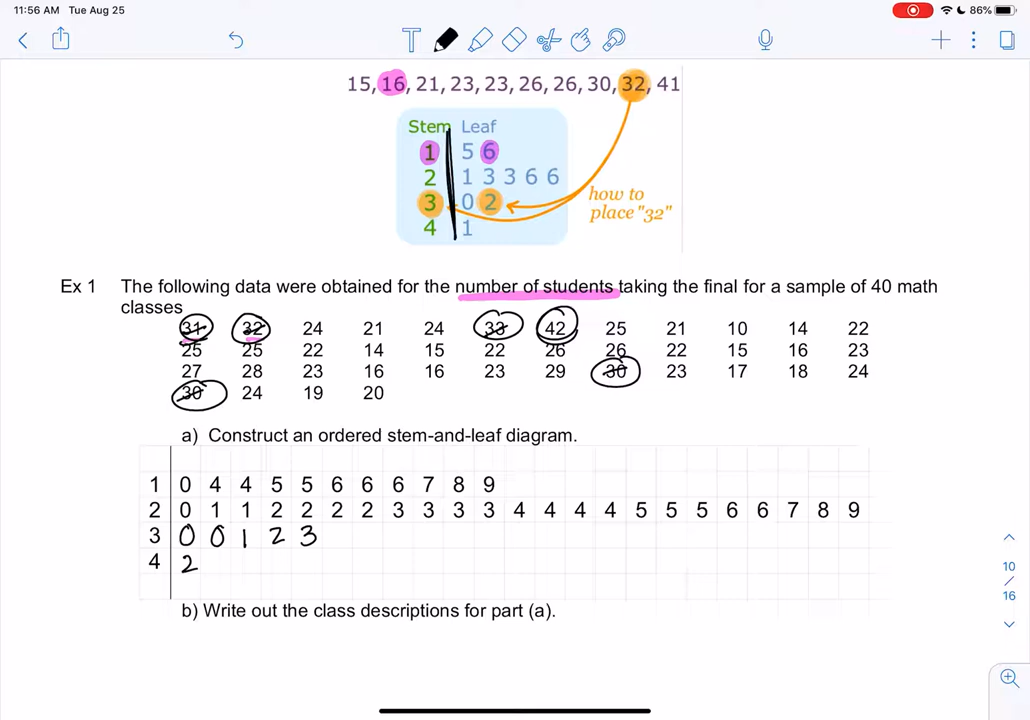 11:56 AM Tue Aug 25
86%
15, 16, 21, 23, 23, 26, 26, 30, 32, 41
Stem Leaf
1 5 6
2 1 3 3 6 6
3 0 2
4 1
how to
place "32"
Ex 1 The following data were obtained for the number of students taking the final for a sample of 40 math
classes
31 32 24 21 24 33 42 25 21 10 14 22
25 25 22 14 15 22 26 26 22 15 16 23
27 28 23 16 16 23 29 30 23 17 18 24
30 24 19 20
a) Construct an ordered stem-and-leaf diagram.
1 0 4 4 5 5 6 6 6 7 8 9
2 0 1 1 2 2 2 2 3 3 3 3 4 4 4 4 5 5 5 6 6 7 8 9
3 0 0 1 2 3
4 2
b) Write out the class descriptions for part (a).
10
/
16